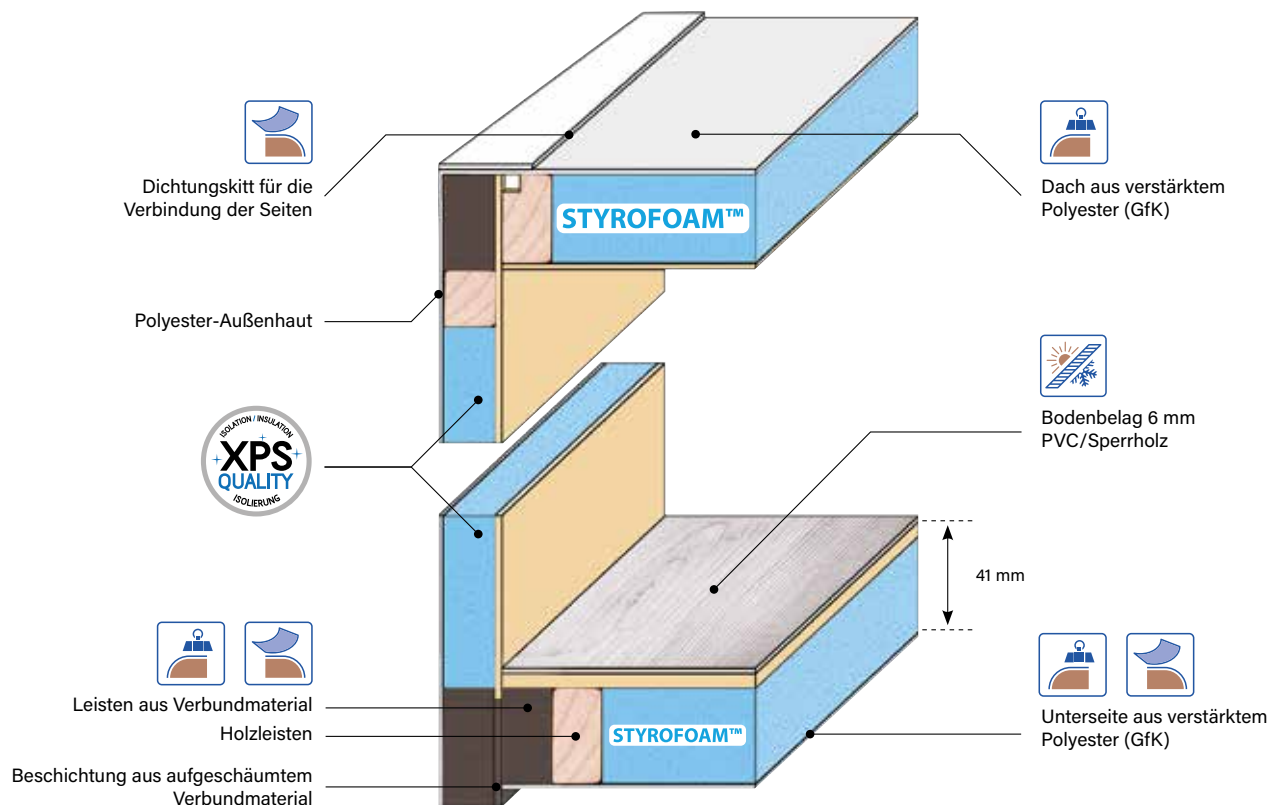 Dichtungskitt für die
Verbindung der Seiten
Dach aus verstärktem
Polyester (GfK)
STYROFOAM™
Polyester-Außenhaut
ISOLATION / INSULATION
XPS
QUALITY
ISOLIERUNG
Bodenbelag 6 mm
PVC/Sperrholz
41 mm
Leisten aus Verbundmaterial
Holzleisten
STYROFOAM™
Unterseite aus verstärktem
Polyester (GfK)
Beschichtung aus aufgeschäumtem
Verbundmaterial